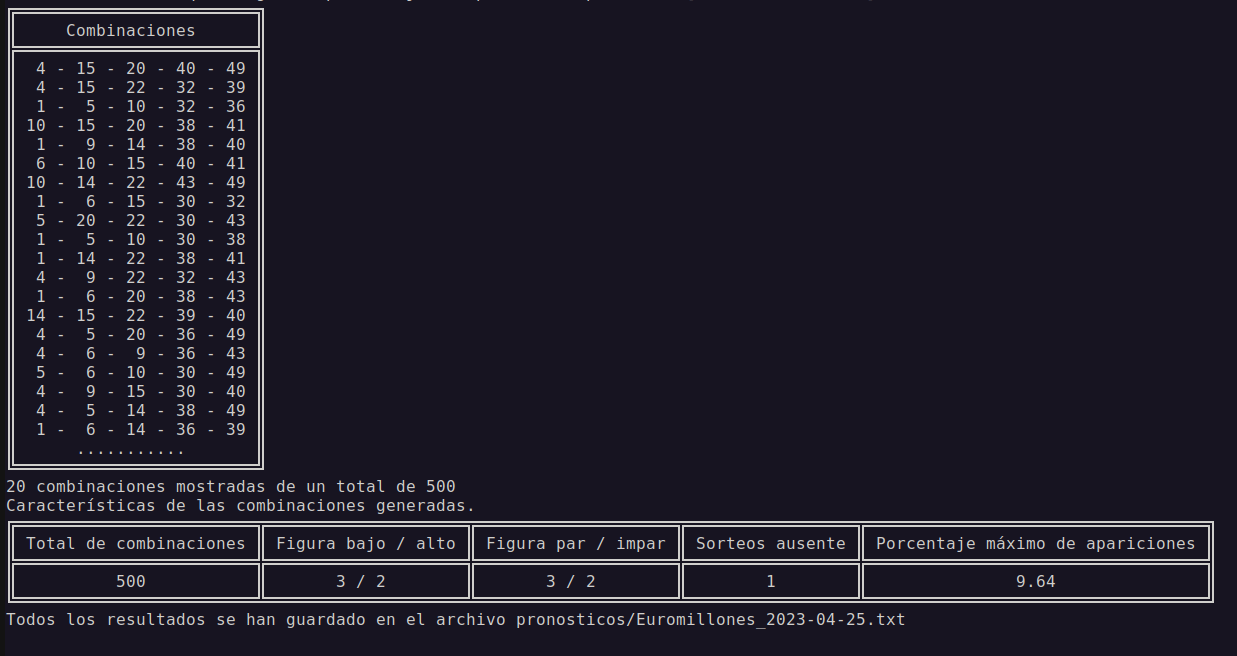 Combinaciones
4 - 15 - 20 - 40 - 49
4 - 15 - 22 - 32 - 39
1 - 5 - 10 - 32 - 36
10 - 15 - 20 - 38 - 41
1 - 9 - 14 - 38 - 40
6 - 10 - 15 - 40 - 41
10 - 14 - 22 - 43 - 49
1 - 6 - 15 - 30 - 32
5 - 20 - 22 - 30 - 43
1 - 5 - 10 - 30 - 38
1 - 14 - 22 - 38 - 41
4 - 9 - 22 - 32 - 43
1 - 6 - 20 - 38 - 43
14 - 15 - 22 - 39 - 40
4 - 5 - 20 - 36 - 49
4 - 6 - 9 - 36 - 43
5 - 6 - 10 - 30 - 49
4 - 9 - 15 - 30 - 40
4 - 5 - 14 - 38 - 49
1 - 6 - 14 - 36 - 39
...........
20 combinaciones mostradas de un total de 500
Características de las combinaciones generadas.
Total de combinaciones Figura bajo / alto Figura par / impar Sorteos ausente Porcentaje máximo de apariciones
500 3 / 2 3 / 2 1 9.64
Todos los resultados se han guardado en el archivo pronosticos/Euromillones_2023-04-25.txt